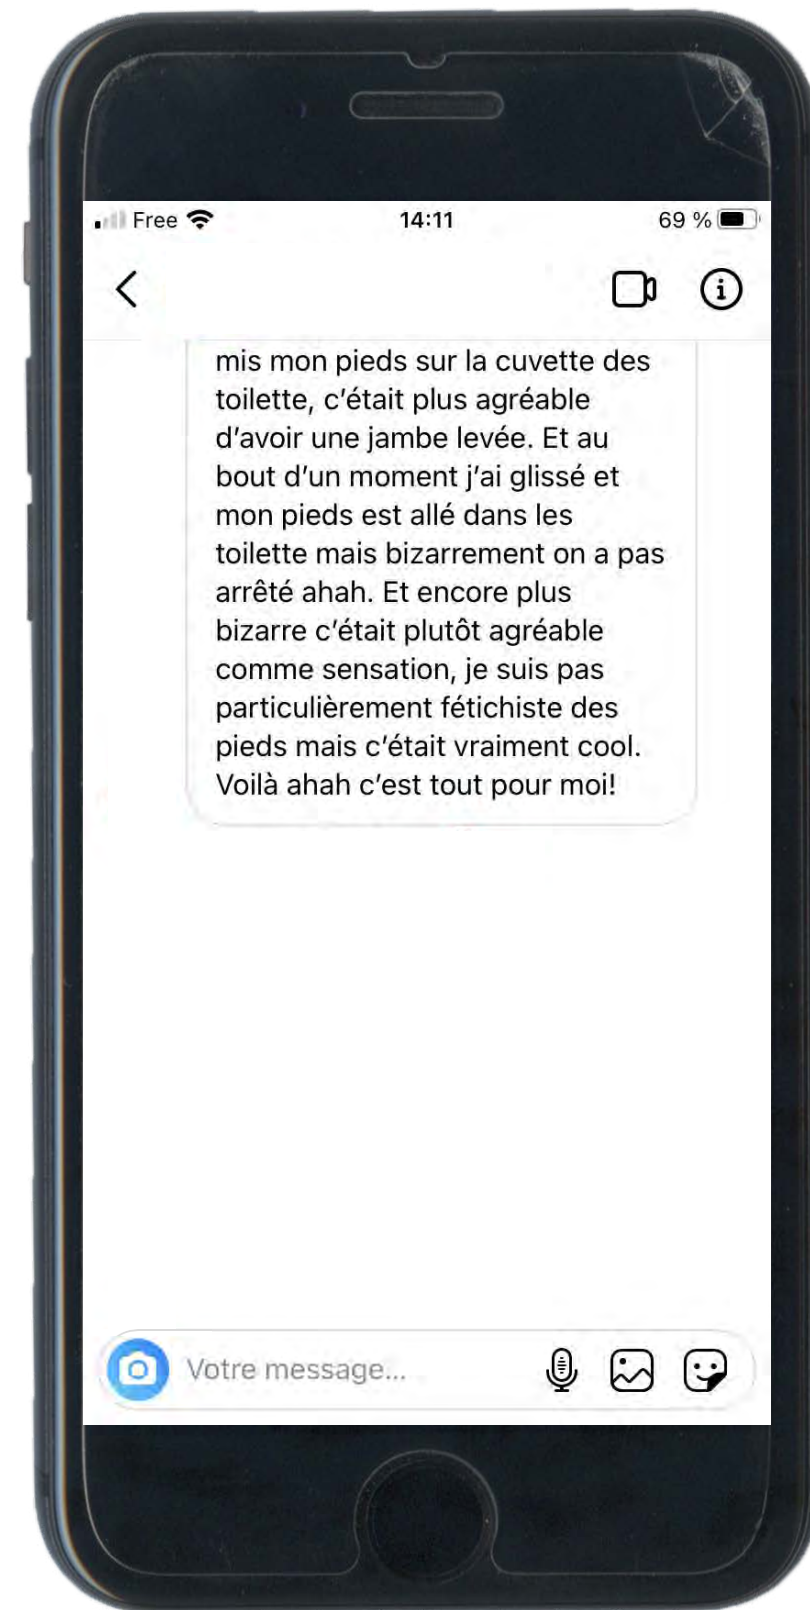 Free
14:11
69 %
mis mon pieds sur la cuvette des
toilette, c'était plus agréable
d'avoir une jambe levée. Et au
bout d'un moment j'ai glissé et
mon pieds est allé dans les
toilette mais bizarrement on a pas
arrêté ahah. Et encore plus
bizarre c'était plutôt agréable
comme sensation, je suis pas
particulièrement fétichiste des
pieds mais c'était vraiment cool.
Voilà ahah c'est tout pour moi!
Votre message...